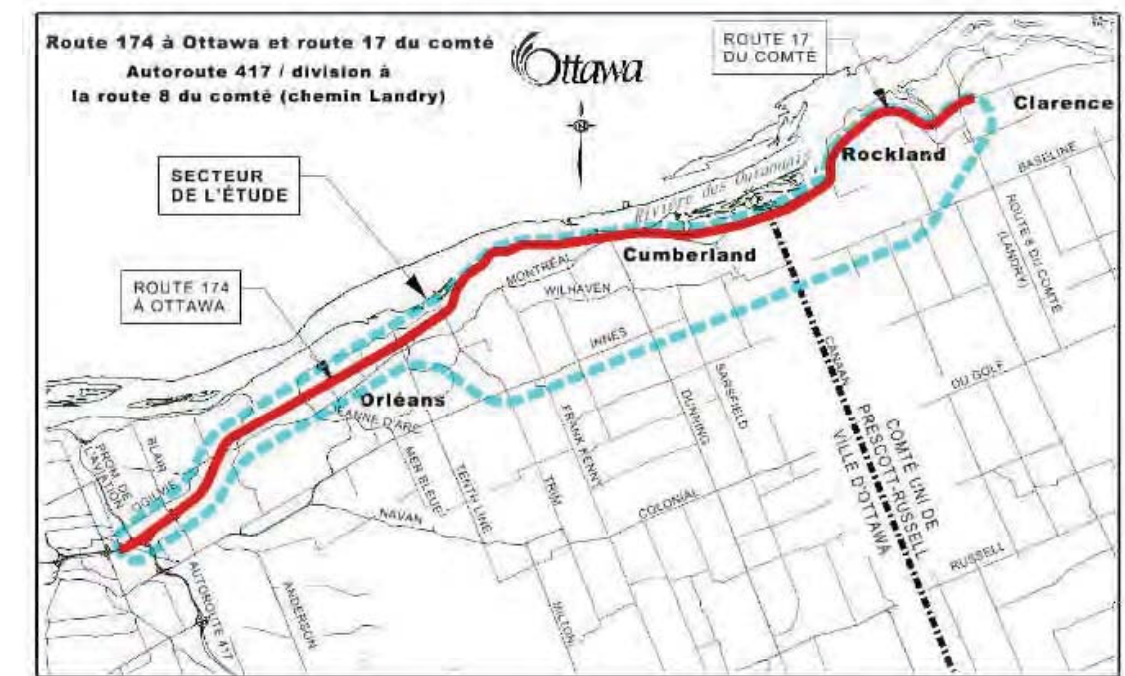 Route 174 à Ottawa et route 17 du comté
Autoroute 417 / division à
la route 8 du comté (chemin Landry)
Ottawa
N
ROUTE 17
DU COMTÉ
Clarence
Rockland
BASELINE
SECTEUR
DE L'ÉTUDE
Rivière des Outaouais
ROUTE 8 DU COMTÉ
(LANDRY)
Cumberland
MONTRÉAL
WILHAVEN
ROUTE 174
À OTTAWA
INNES
CANAAN
DU GOLF
SARSFIELD
DUNNING
Orléans
JEANNE D'ARC
FRANK KENNY
COMTÉ UNI DE
PRESCOT-RUSSELL
VILLE D'OTTAWA
BLAIR
PROM DE
L'AVIATION
OGILVIE
MER BLEUE
TENTH LINE
TRIM
NAVAN
COLONIAL
RUSSELL
AUTOROUTE 417
ANDERSON
MILTON